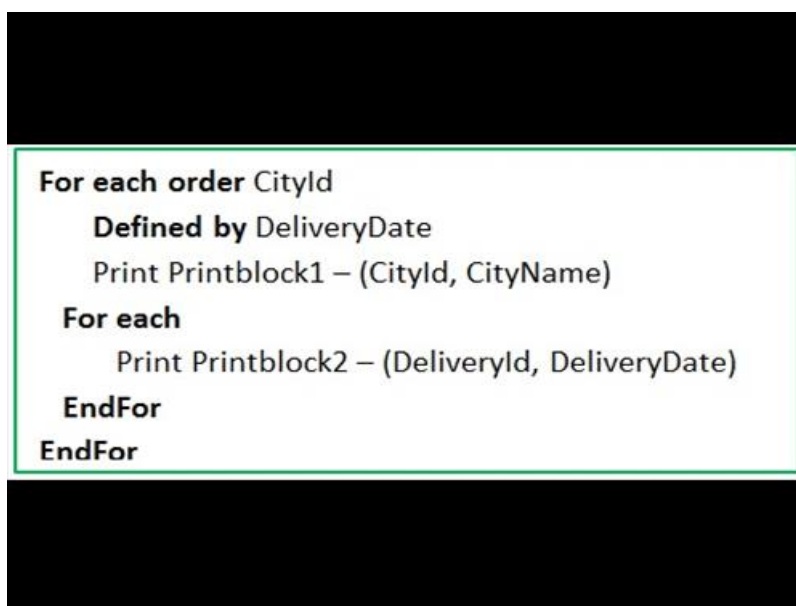 For each order CityId
Defined by DeliveryDate
Print Printblock1 – (CityId, CityName)
For each
Print Printblock2 – (DeliveryId, DeliveryDate)
EndFor
EndFor